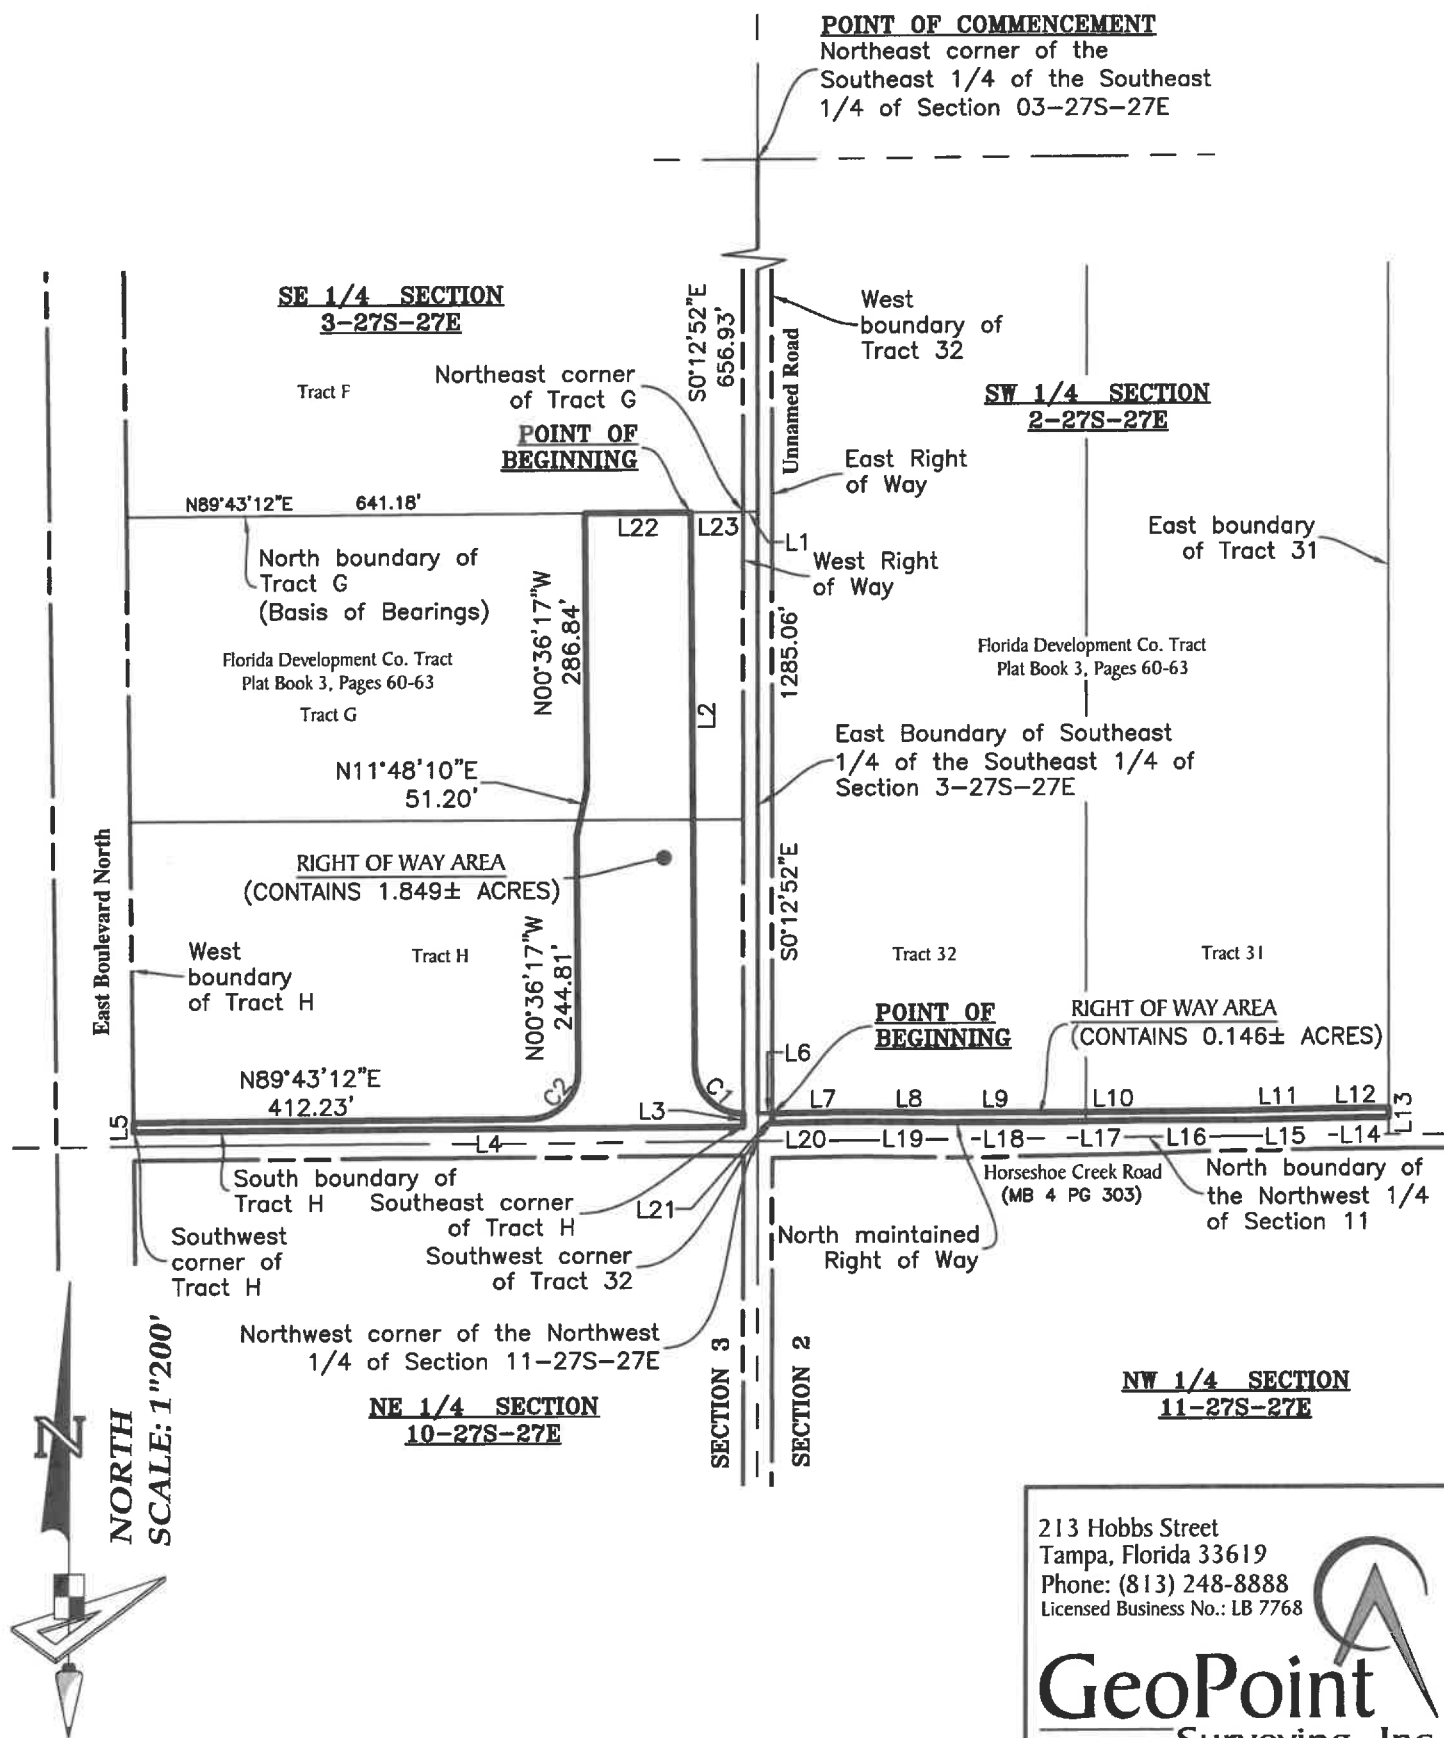 POINT OF COMMENCEMENT
Northeast corner of the
Southeast 1/4 of the Southeast
1/4 of Section 03-27S-27E
SE 1/4 SECTION
3-27S-27E
S0°12'52"E
656.93'
West
boundary of
Tract 32
Unnamed Road
Tract F
Northeast corner
of Tract G
POINT OF
BEGINNING
SW 1/4 SECTION
2-27S-27E
East Right
of Way
N89°43'12"E 641.18'
L22
L23
L1
East boundary
of Tract 31
North boundary of
Tract G
(Basis of Bearings)
West Right
of Way
N00°36'17"W
286.84'
1285.06'
Florida Development Co. Tract
Plat Book 3, Pages 60-63
Florida Development Co. Tract
Plat Book 3, Pages 60-63
Tract G
L2
East Boundary of Southeast
1/4 of the Southeast 1/4 of
Section 3-27S-27E
N11°48'10"E
51.20'
East Boulevard North
RIGHT OF WAY AREA
(CONTAINS 1.849± ACRES)
S0°12'52"E
West
boundary
of Tract H
Tract H
N00°36'17"W
244.81'
Tract 32
Tract 31
POINT OF
BEGINNING
RIGHT OF WAY AREA
(CONTAINS 0.146± ACRES)
L6
N89°43'12"E
412.23'
C2
C1
L7
L8
L9
L10
L11
L12
L13
L5
L3
L4
L20
L19
L18
L17
L16
L15
L14
South boundary of
Tract H
Southeast corner
of Tract H
L21
Horseshoe Creek Road
(MB 4 PG 303)
North boundary of
the Northwest 1/4
of Section 11
Southwest
corner of
Tract H
Southwest corner
of Tract 32
North maintained
Right of Way
Northwest corner of the Northwest
1/4 of Section 11-27S-27E
SECTION 3
SECTION 2
NE 1/4 SECTION
10-27S-27E
NW 1/4 SECTION
11-27S-27E
N
NORTH
SCALE: 1"200'
213 Hobbs Street
Tampa, Florida 33619
Phone: (813) 248-8888
Licensed Business No.: LB 7768
GeoPoint
Surveying, Inc